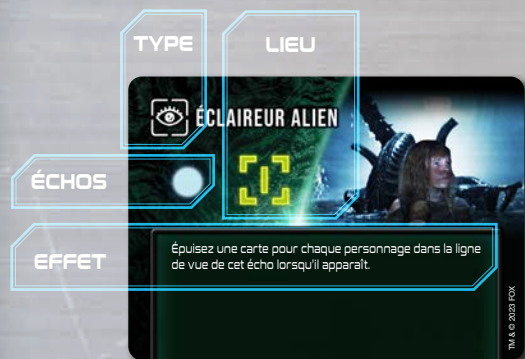 TYPE
LIEU
ÉCLAIREUR ALIEN
ÉCHOS
EFFET
Épuisez une carte pour chaque personnage dans la ligne
de vue de cet écho lorsqu'il apparaît.
TM & © 2023 FOX